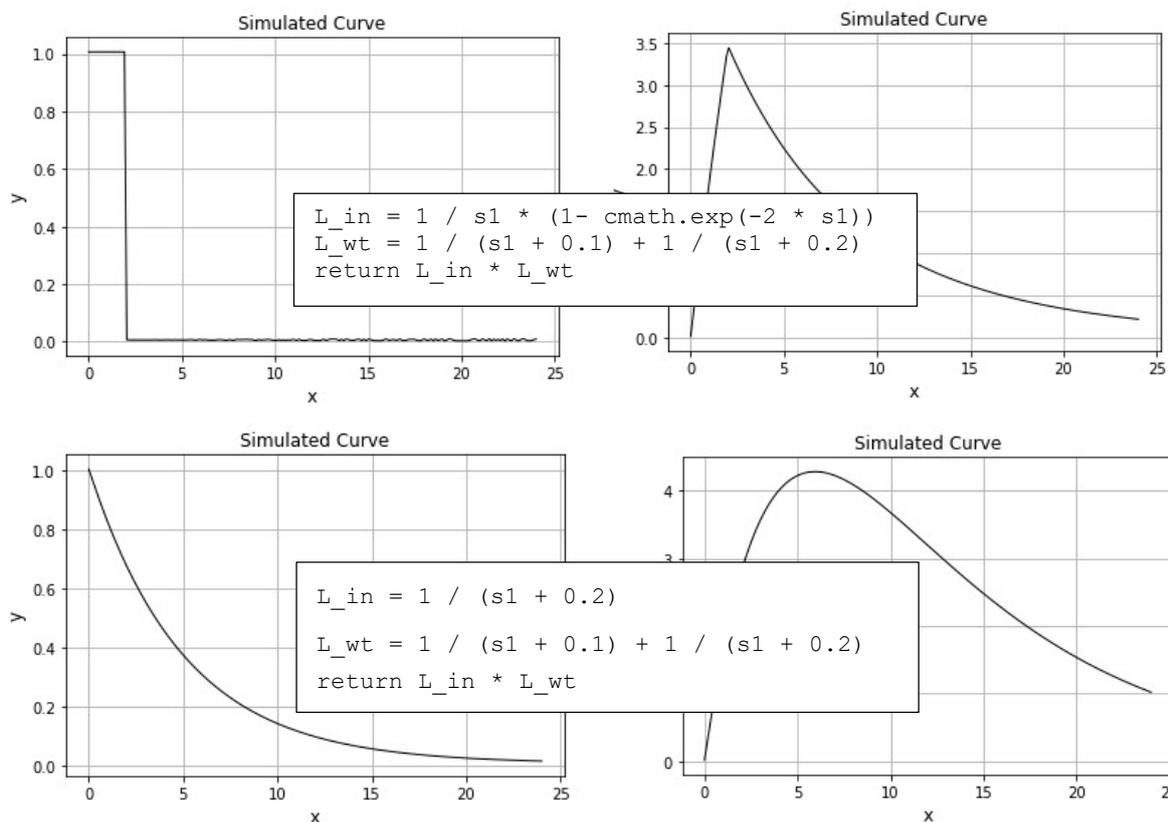 Simulated Curve
1.0
0.8
0.6
0.4
0.2
0.0
y
0 5 10 15 20 25
x
Simulated Curve
3.5
3.0
2.5
2.0
0.0
0 5 10 15 20 25
x
L_in = 1 / s1 * (1- cmath.exp(-2 * s1))
L_wt = 1 / (s1 + 0.1) + 1 / (s1 + 0.2)
return L_in * L_wt
Simulated Curve
1.0
0.8
0.6
0.4
0.2
0.0
y
0 5 10 15 20 25
x
Simulated Curve
4
3
0
0 5 10 15 20
x
L_in = 1 / (s1 + 0.2)
L_wt = 1 / (s1 + 0.1) + 1 / (s1 + 0.2)
return L_in * L_wt